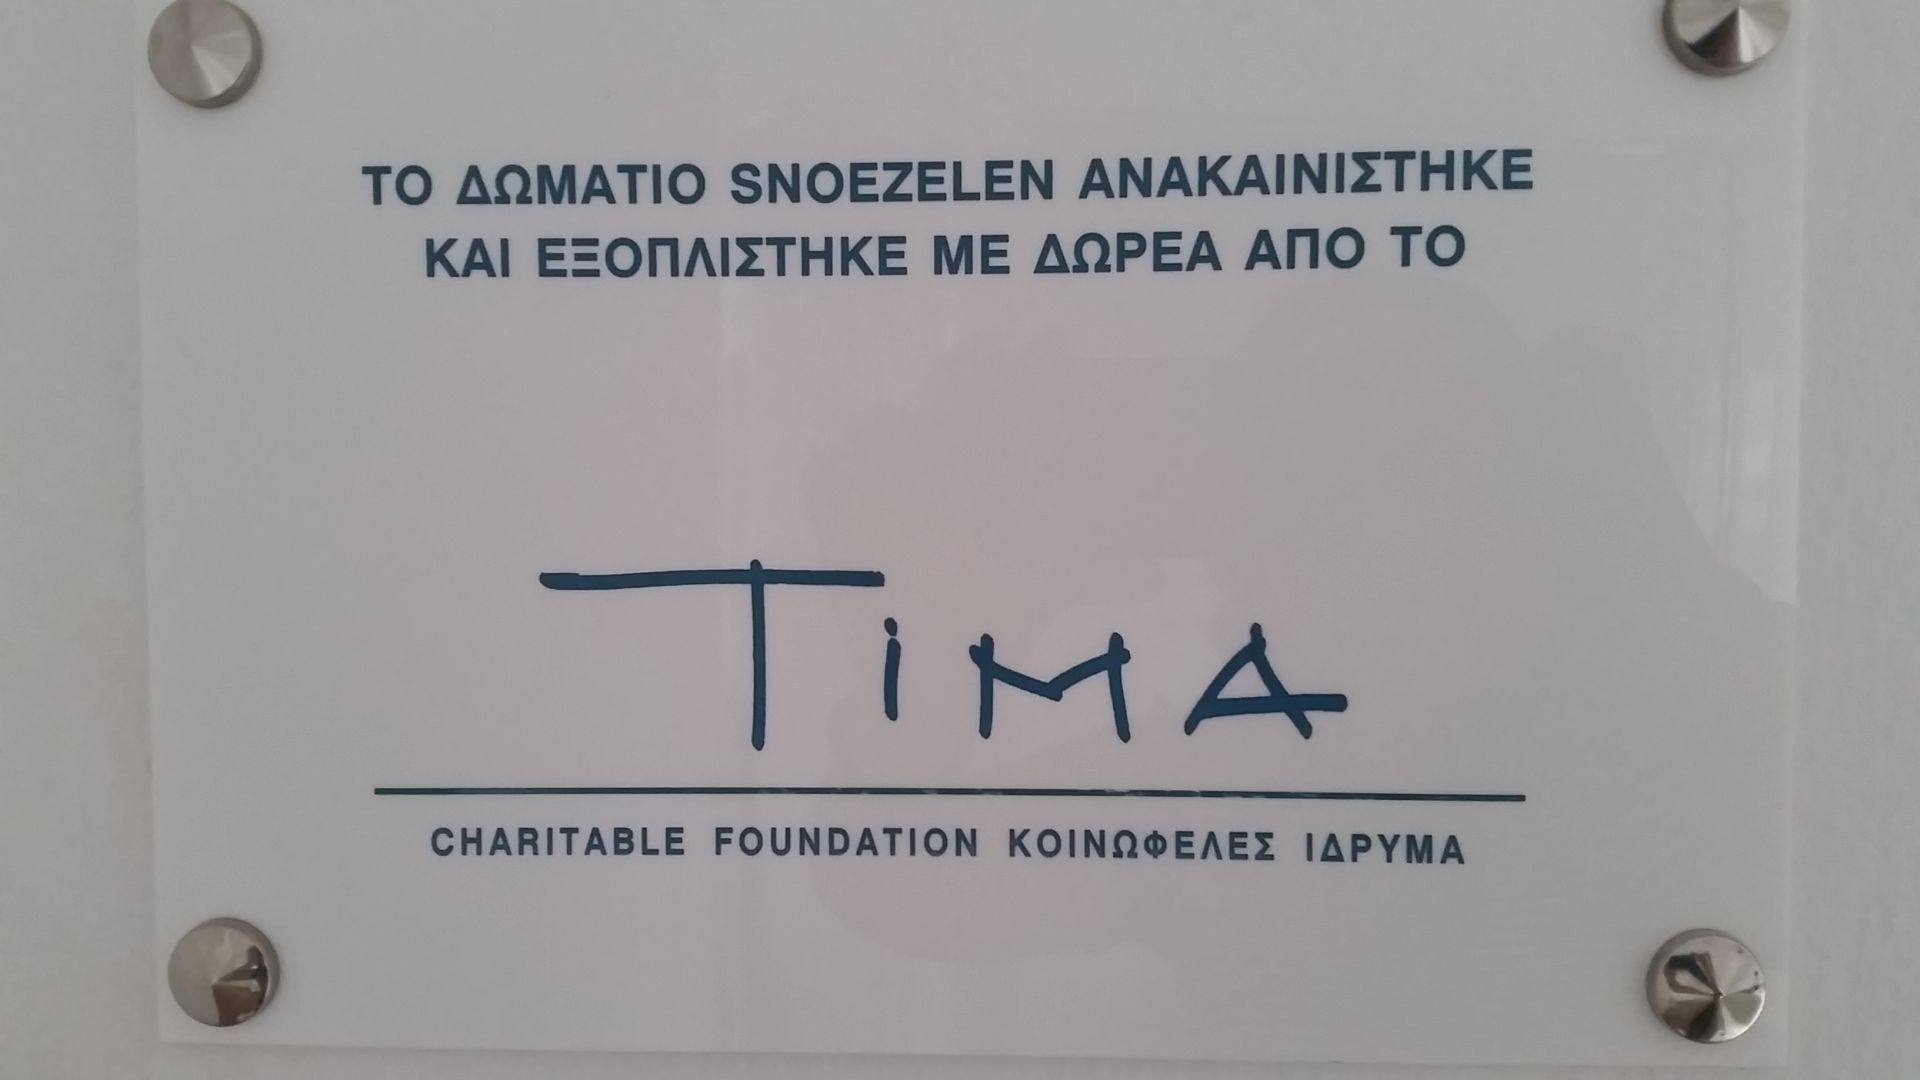 ΤΟ ΔΩΜΑΤΙΟ SNOEZELEN ΑΝΑΚΑΙΝΙΣΤΗΚΕ
ΚΑΙ ΕΞΟΠΛΙΣΤΗΚΕ ΜΕ ΔΩΡΕΑ ΑΠΟ ΤΟ
TiMA
CHARITABLE FOUNDATION ΚΟΙΝΩΦΕΛΕΣ ΙΔΡΥΜΑ